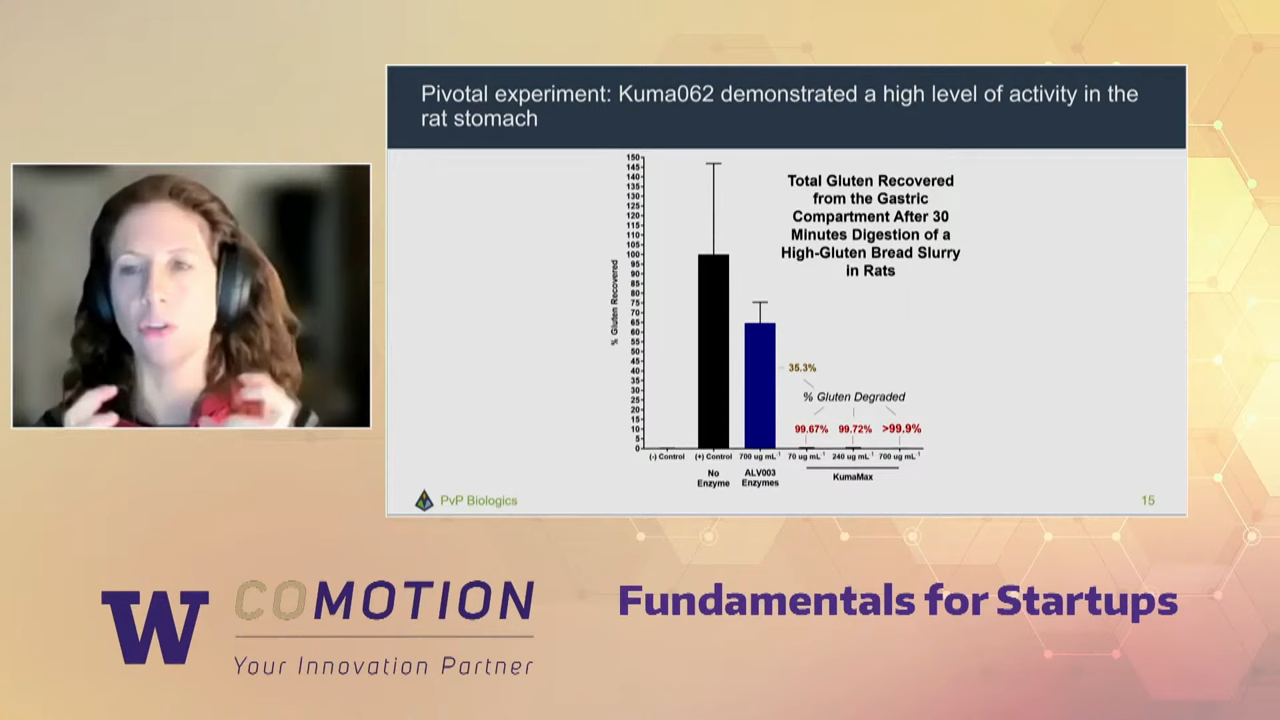 Pivotal experiment: Kuma062 demonstrated a high level of activity in the
rat stomach
Total Gluten Recovered
from the Gastric
Compartment After 30
Minutes Digestion of a
High-Gluten Bread Slurry
in Rats
% Gluten Recovered
150
145
140
135
130
125
120
115
110
105
100
95
90
85
80
75
70
65
60
55
50
45
40
35
30
25
20
15
10
5
0
35.3%
% Gluten Degraded
99.67% 99.72% >99.9%
(-) Control (+) Control 700 ug mL-1 70 ug mL-1 240 ug mL-1 700 ug mL-1
No
Enzyme
ALV003
Enzymes
KumaMax
PvP Biologics
15
W
COMOTION
Your Innovation Partner
Fundamentals for Startups